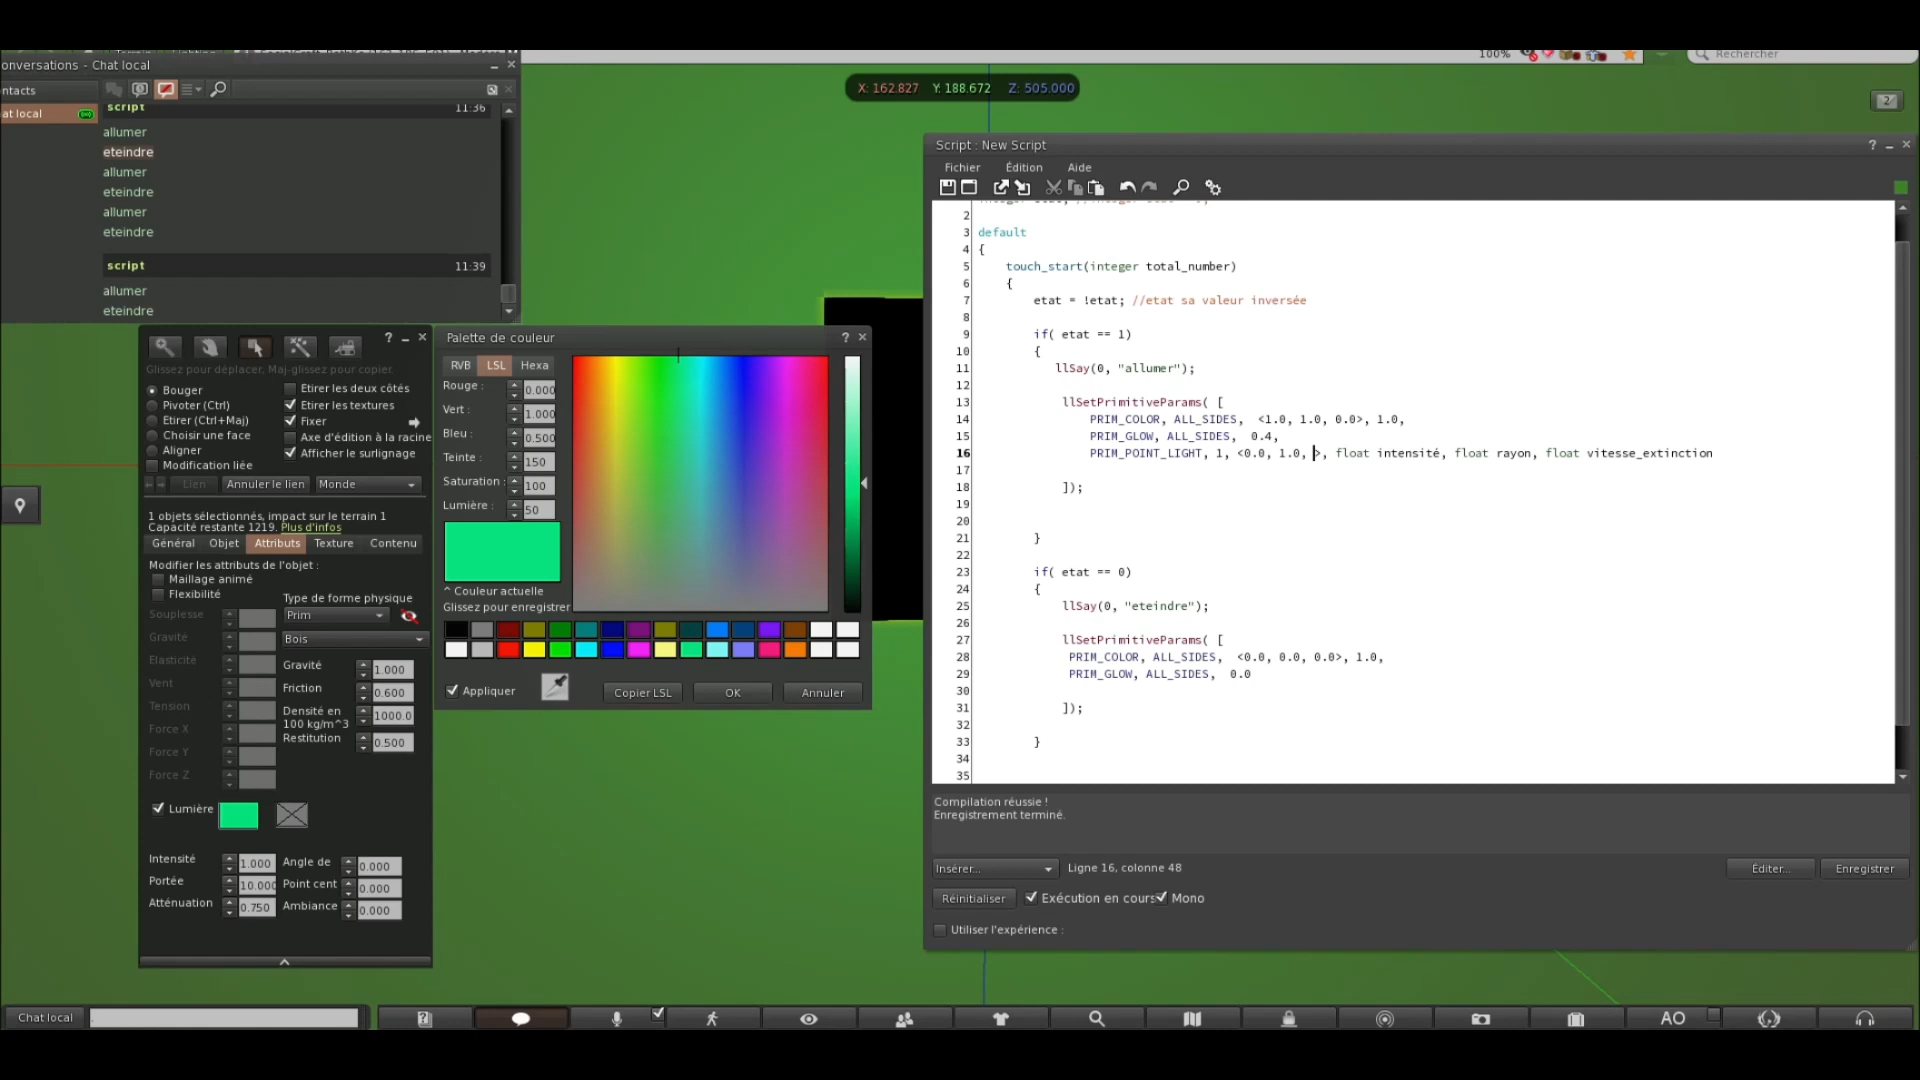 100%
Rechercher
onversations - Chat local
ntacts
at local
script 11:36
allumer
eteindre
allumer
eteindre
allumer
eteindre
script 11:39
allumer
eteindre
X: 162.827 Y: 188.672 Z: 505.000
2
Glissez pour déplacer, Maj-glissez pour copier.
Bouger
Pivoter (Ctrl)
Etirer (Ctrl+Maj)
Choisir une face
Aligner
Modification liée
Etirer les deux côtés
Etirer les textures
Fixer
Axe d'édition à la racine
Afficher le surlignage
Lien
Annuler le lien
Monde
1 objets sélectionnés, impact sur le terrain 1
Capacité restante 1219. Plus d'infos
Général Objet Attributs Texture Contenu
Modifier les attributs de l'objet :
Maillage animé
Flexibilité
Souplesse
Gravité
Elasticité
Vent
Tension
Force X
Force Y
Force Z
Type de forme physique
Prim
Bois
Gravité 1.000
Friction 0.600
Densité en
100 kg/m^3 1000.0
Restitution 0.500
Lumière
Intensité 1.000
Portée 10.000
Atténuation 0.750
Angle de 0.000
Point cent 0.000
Ambiance 0.000
Palette de couleur
RVB LSL Hexa
Rouge : 0.000
Vert : 1.000
Bleu : 0.500
Teinte : 150
Saturation : 100
Lumière : 50
^ Couleur actuelle
Glissez pour enregistrer
Appliquer
Copier LSL
OK
Annuler
Script : New Script
Fichier Édition Aide
2
3 default
4 {
5 touch_start(integer total_number)
6 {
7 etat = !etat; //etat sa valeur inversée
8
9 if( etat == 1)
10 {
11 llSay(0, "allumer");
12
13 llSetPrimitiveParams( [
14 PRIM_COLOR, ALL_SIDES, <1.0, 1.0, 0.0>, 1.0,
15 PRIM_GLOW, ALL_SIDES, 0.4,
16 PRIM_POINT_LIGHT, 1, <0.0, 1.0, >, float intensité, float rayon, float vitesse_extinction
17
18 ]);
19
20
21 }
22
23 if( etat == 0)
24 {
25 llSay(0, "eteindre");
26
27 llSetPrimitiveParams( [
28 PRIM_COLOR, ALL_SIDES, <0.0, 0.0, 0.0>, 1.0,
29 PRIM_GLOW, ALL_SIDES, 0.0
30
31 ]);
32
33 }
34
35
Compilation réussie !
Enregistrement terminé.
Insérer...
Ligne 16, colonne 48
Éditer...
Enregistrer
Réinitialiser
Exécution en cours
Mono
Utiliser l'expérience :
Chat local
AO